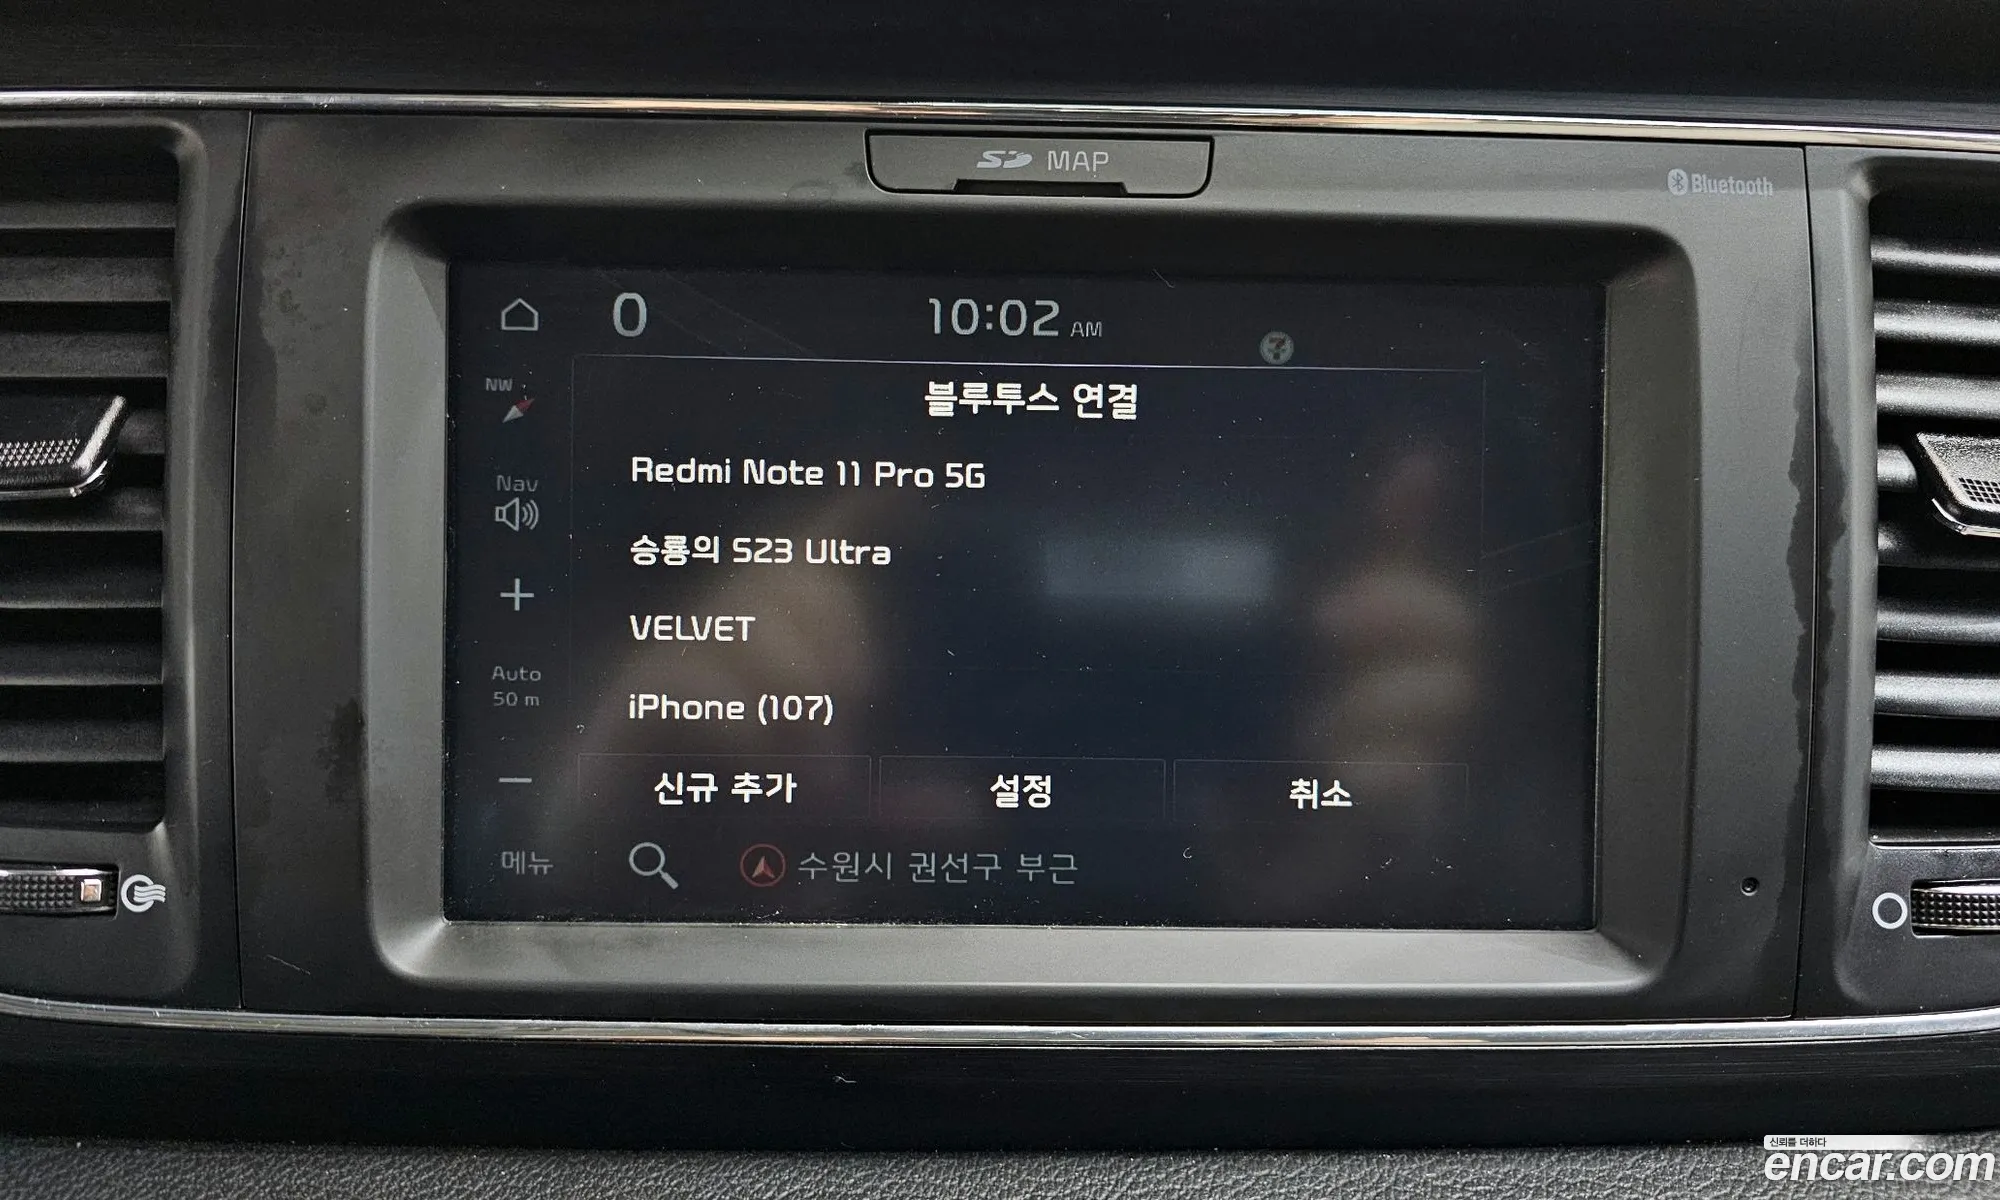 SD MAP
Bluetooth
0
10:02 AM
7
NW
블루투스 연결
Redmi Note 11 Pro 5G
Nav
승룡의 S23 Ultra
VELVET
Auto
50 m
iPhone (107)
신규 추가
설정
취소
메뉴
수원시 권선구 부근
신뢰를 더하다
encar.com